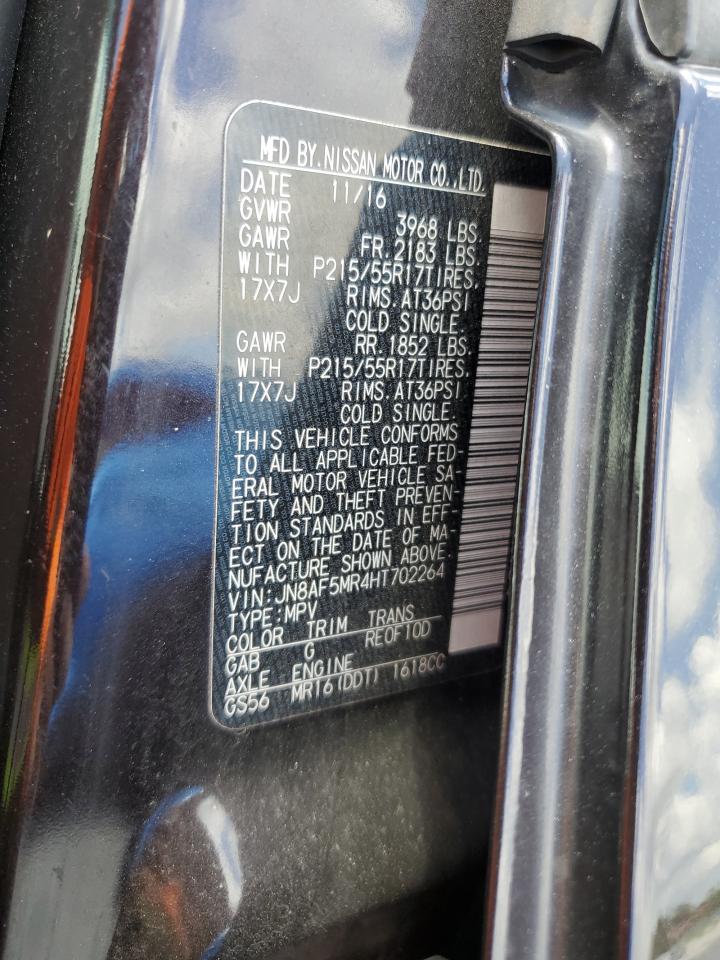 MFD BY.NISSAN MOTOR CO.,LTD.
DATE 11/16
GVWR 3968 LBS.
GAWR FR.2183 LBS.
WITH P215/55R17TIRES.
17X7J RIMS.AT36PSI
COLD SINGLE.
GAWR RR.1852 LBS.
WITH P215/55R17TIRES.
17X7J RIMS.AT36PSI
COLD SINGLE.
THIS VEHICLE CONFORMS
TO ALL APPLICABLE FED-
ERAL MOTOR VEHICLE SA-
FETY AND THEFT PREVEN-
TION STANDARDS IN EFF-
ECT ON THE DATE OF MA-
NUFACTURE SHOWN ABOVE.
VIN:JN8AF5MR4HT702264
TYPE:MPV
COLOR TRIM TRANS
GAB G RE0F10D
AXLE ENGINE
GS56 MR16(DDT) 1618CC